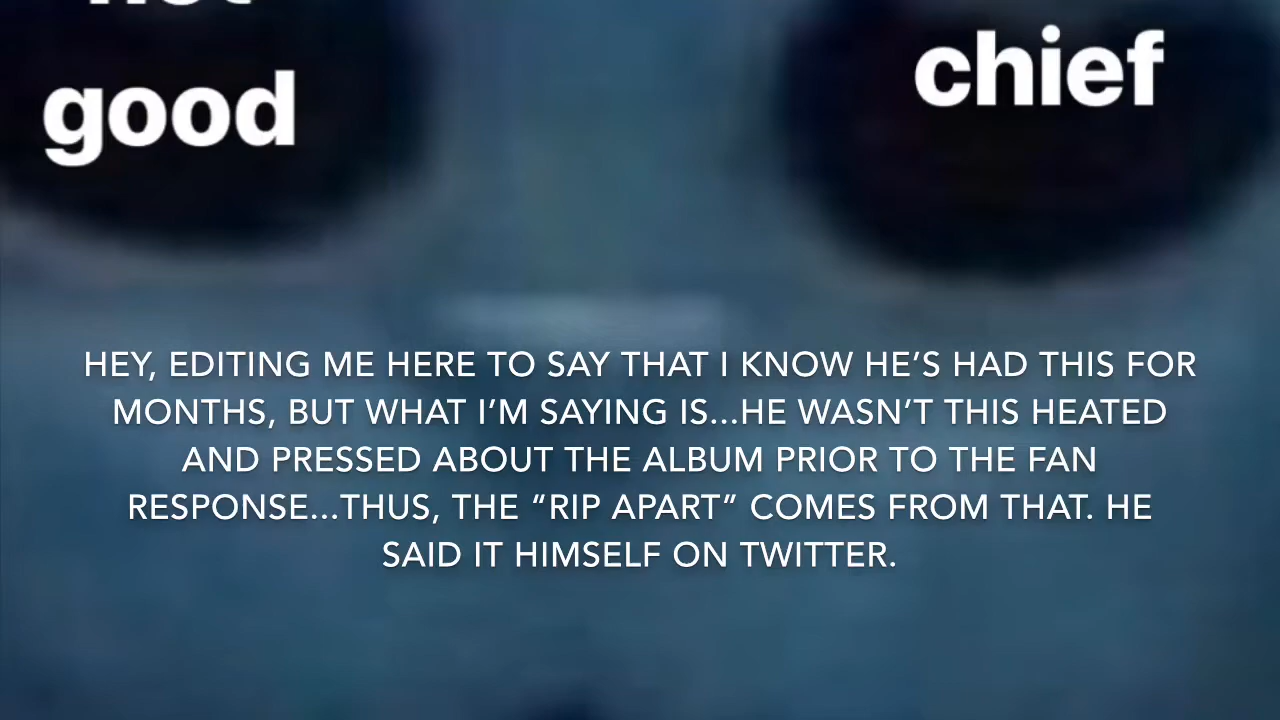 good
chief
HEY, EDITING ME HERE TO SAY THAT I KNOW HE’S HAD THIS FOR
MONTHS, BUT WHAT I’M SAYING IS...HE WASN’T THIS HEATED
AND PRESSED ABOUT THE ALBUM PRIOR TO THE FAN
RESPONSE...THUS, THE “RIP APART” COMES FROM THAT. HE
SAID IT HIMSELF ON TWITTER.